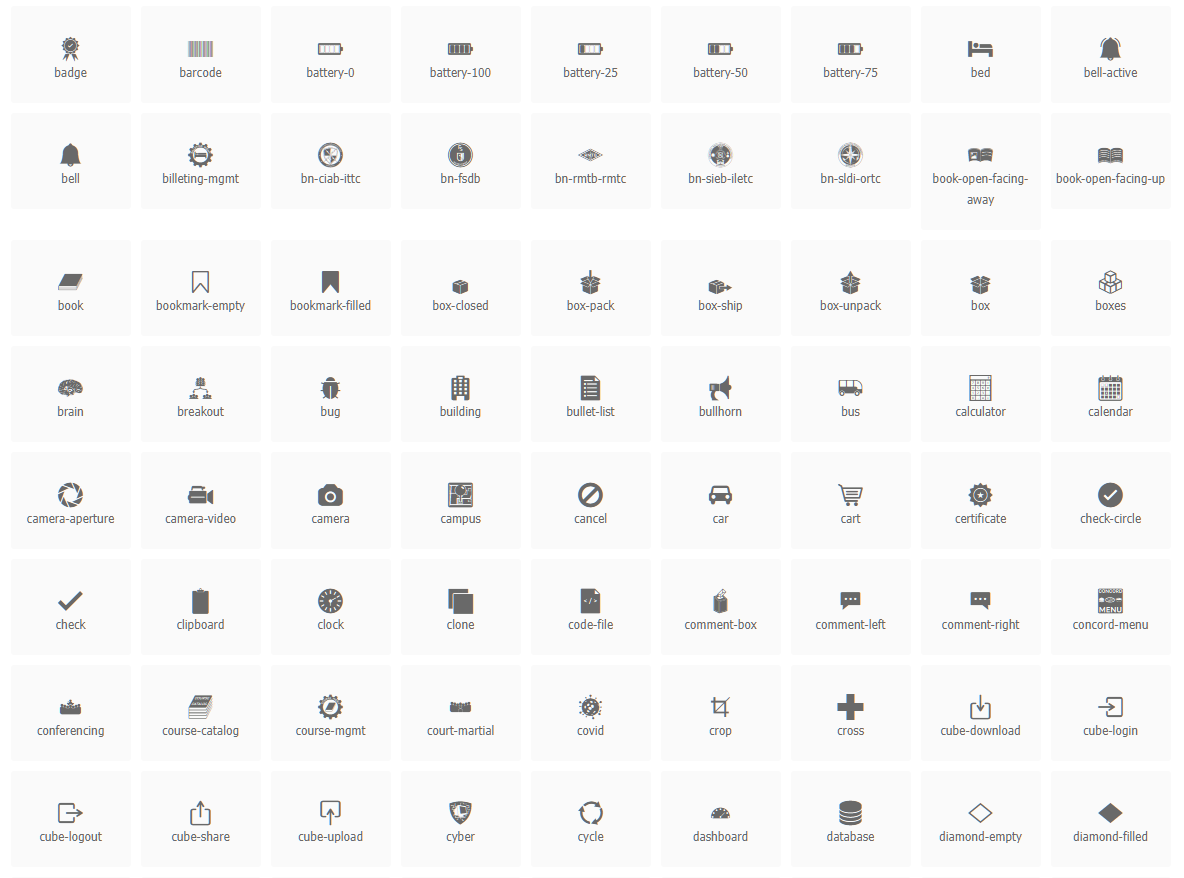 badge
barcode
battery-0
battery-100
battery-25
battery-50
battery-75
bed
bell-active
bell
billeting-mgmt
bn-ciab-ittc
bn-fsdb
bn-rmtb-rmtc
bn-sieb-iletc
bn-sldi-ortc
book-open-facing-
away
book-open-facing-up
book
bookmark-empty
bookmark-filled
box-closed
box-pack
box-ship
box-unpack
box
boxes
brain
breakout
bug
building
bullet-list
bullhorn
bus
calculator
calendar
camera-aperture
camera-video
camera
campus
cancel
car
cart
certificate
check-circle
check
clipboard
clock
clone
</>
code-file
comment-box
comment-left
comment-right
CONCORD
MENU
concord-menu
conferencing
course-catalog
course-mgmt
court-martial
covid
crop
cross
cube-download
cube-login
cube-logout
cube-share
cube-upload
cyber
cycle
dashboard
database
diamond-empty
diamond-filled